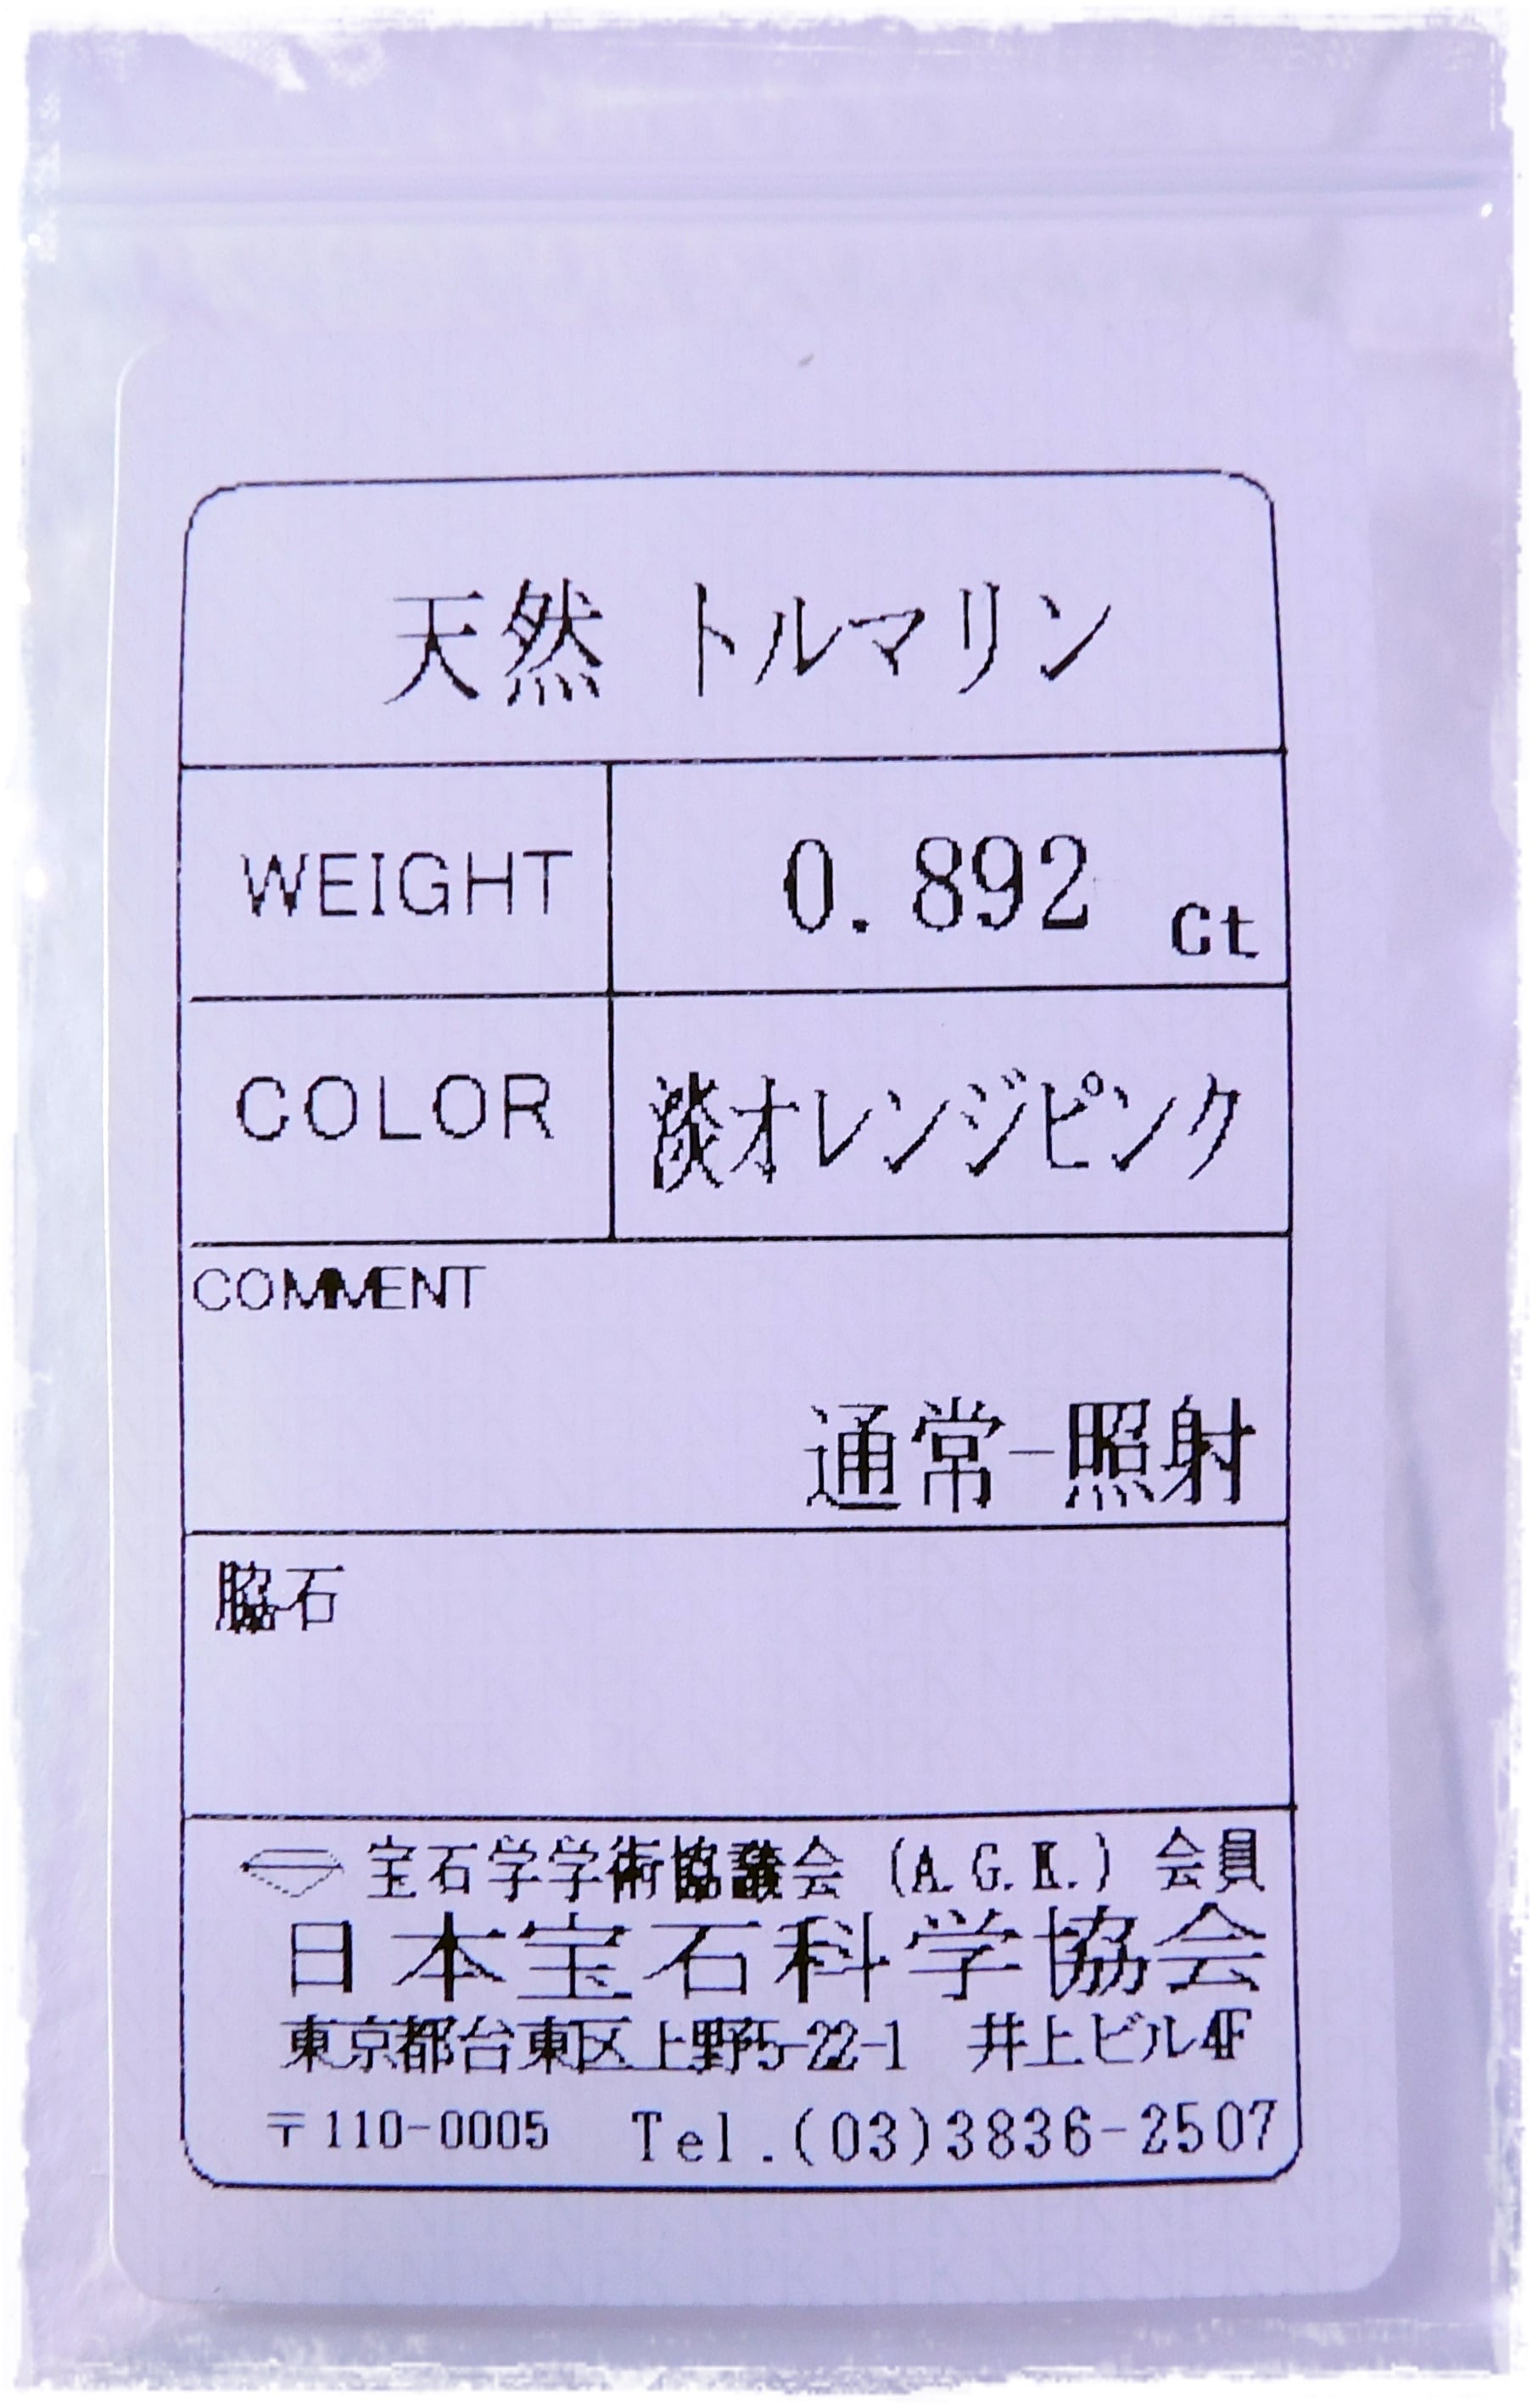 天然 トルマリン
WEIGHT 0.892 ct
COLOR 淡オレンジピンク
COMMENT
通常-照射
脇石
宝石学学術協議会 (A.G.K.) 会員
日本宝石科学協会
東京都台東区上野5-22-1 井上ビル4F
〒110-0005 Tel.(03)3836-2507